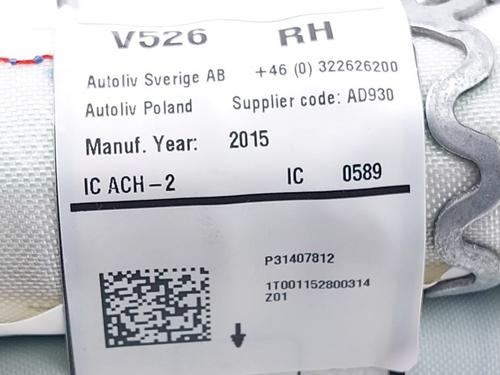 V526 RH
Autoliv Sverige AB +46 (0) 322626200
Autoliv Poland Supplier code: AD930
Manuf. Year: 2015
IC ACH-2 IC 0589
P31407812
1T001152800314
Z01